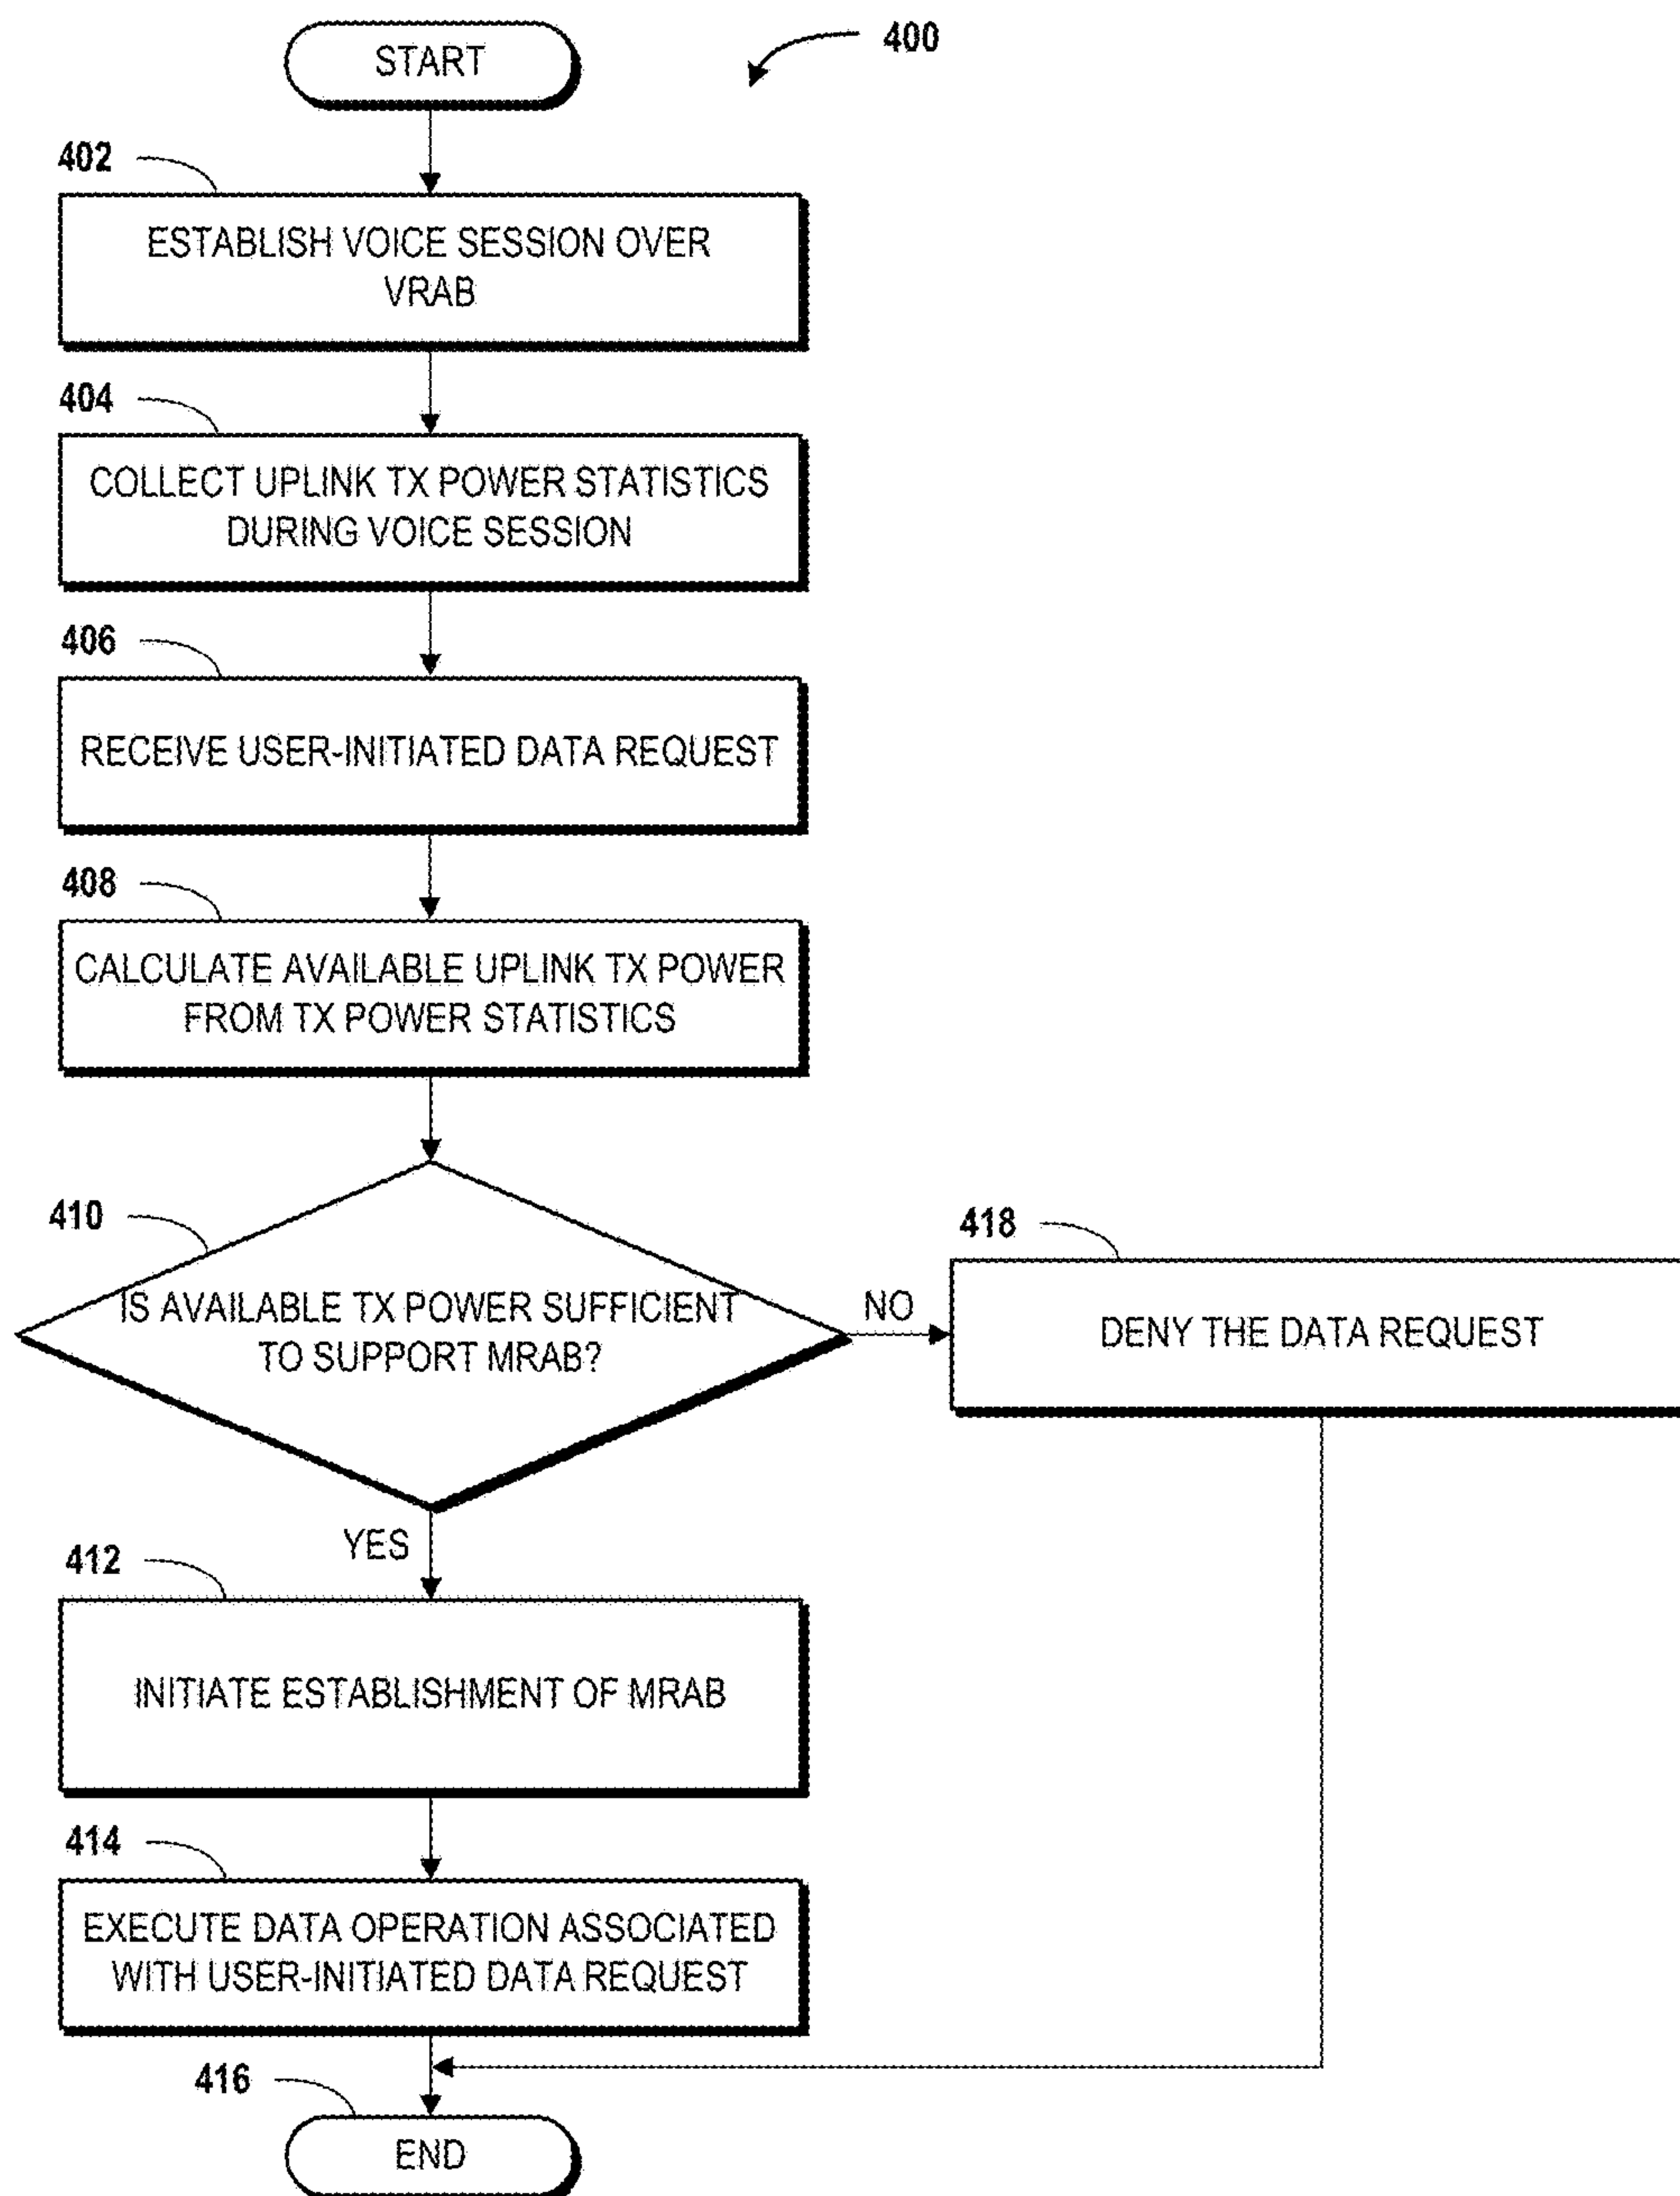 START
400
402
ESTABLISH VOICE SESSION OVER
VRAB
404
COLLECT UPLINK TX POWER STATISTICS
DURING VOICE SESSION
406
RECEIVE USER-INITIATED DATA REQUEST
408
CALCULATE AVAILABLE UPLINK TX POWER
FROM TX POWER STATISTICS
410
IS AVAILABLE TX POWER SUFFICIENT
TO SUPPORT MRAB?
NO
418
DENY THE DATA REQUEST
YES
412
INITIATE ESTABLISHMENT OF MRAB
414
EXECUTE DATA OPERATION ASSOCIATED
WITH USER-INITIATED DATA REQUEST
416
END